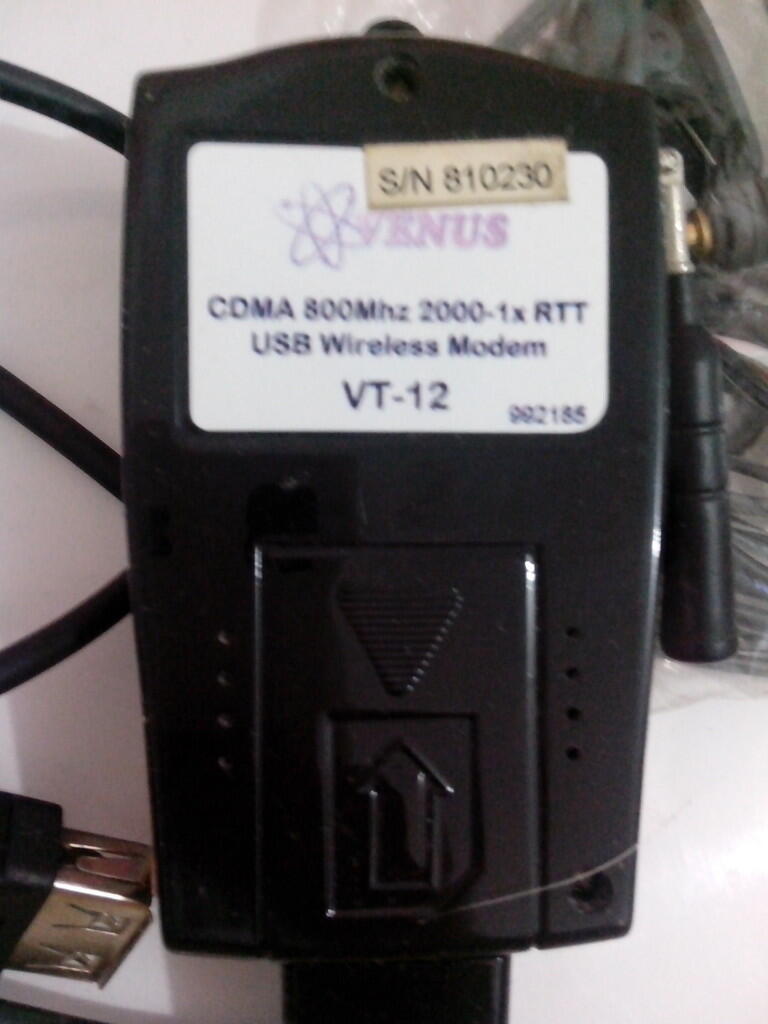 S/N 810230
VENUS
CDMA 800Mhz 2000-1x RTT
USB Wireless Modem
VT-12
992185